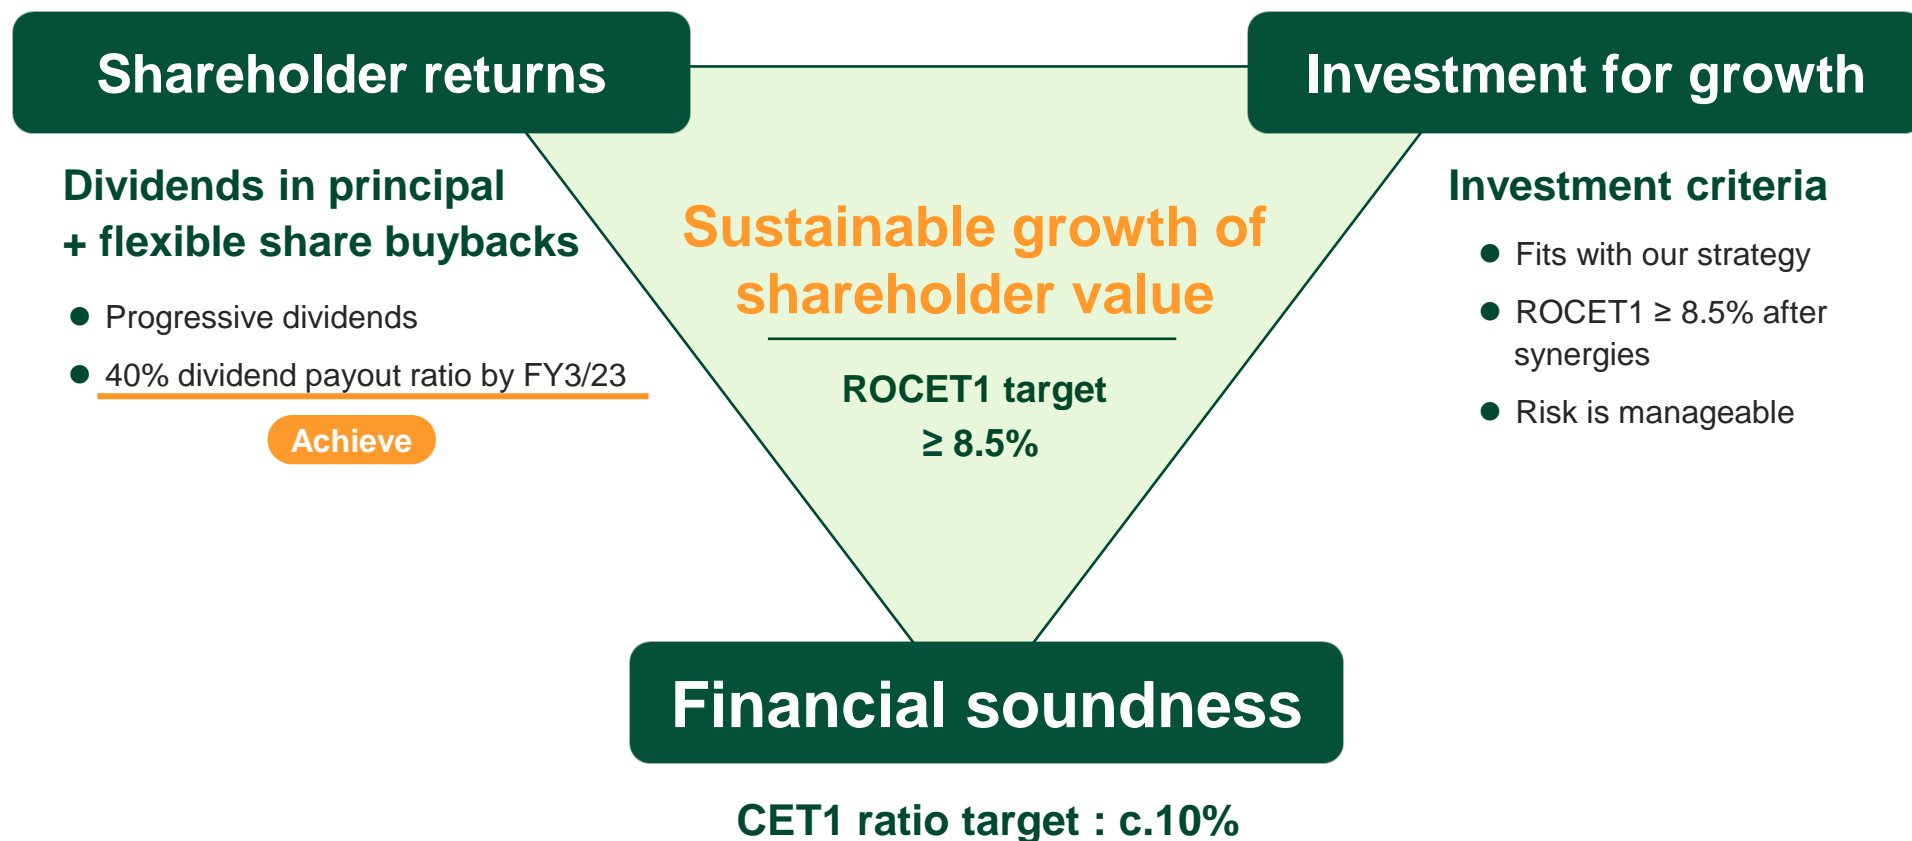 Shareholder returns
Dividends in principal
+ flexible share buybacks
● Progressive dividends
● 40% dividend payout ratio by FY3/23
Achieve
Sustainable growth of
shareholder value
ROCET1 target
≥ 8.5%
Investment for growth
Investment criteria
● Fits with our strategy
● ROCET1 ≥ 8.5% after
synergies
● Risk is manageable
Financial soundness
CET1 ratio target : c.10%